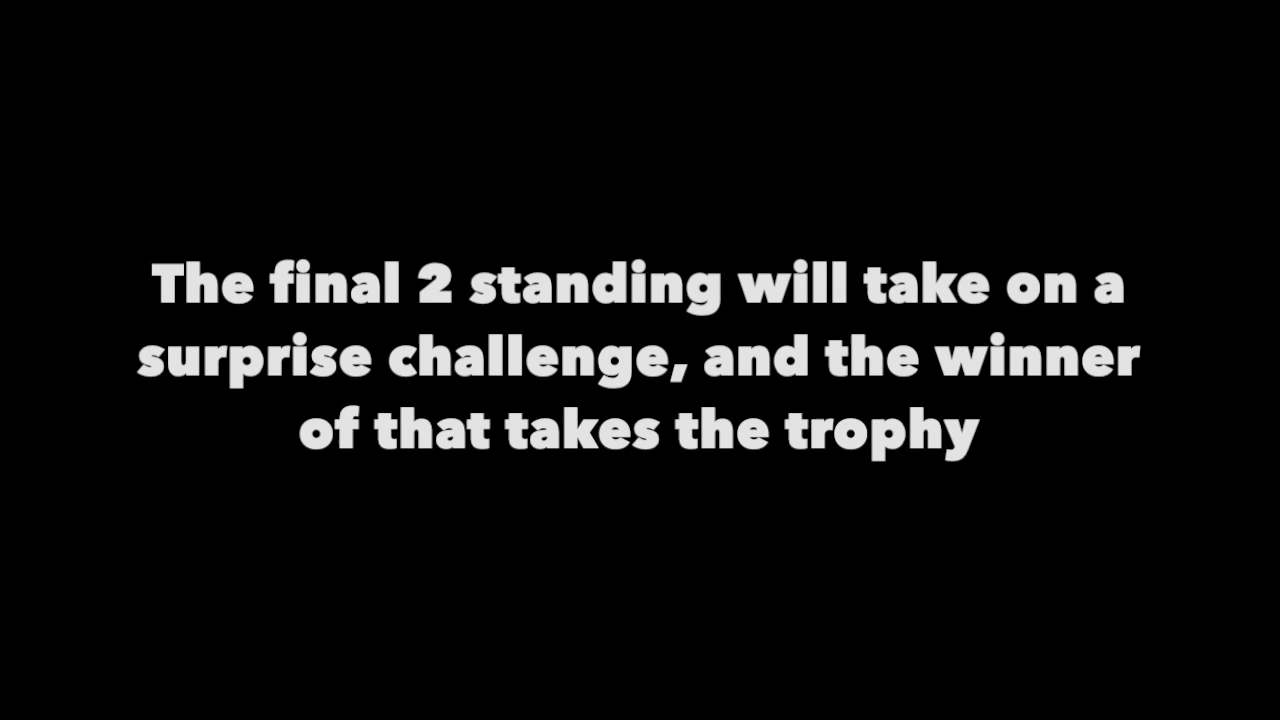 The final 2 standing will take on a
surprise challenge, and the winner
of that takes the trophy